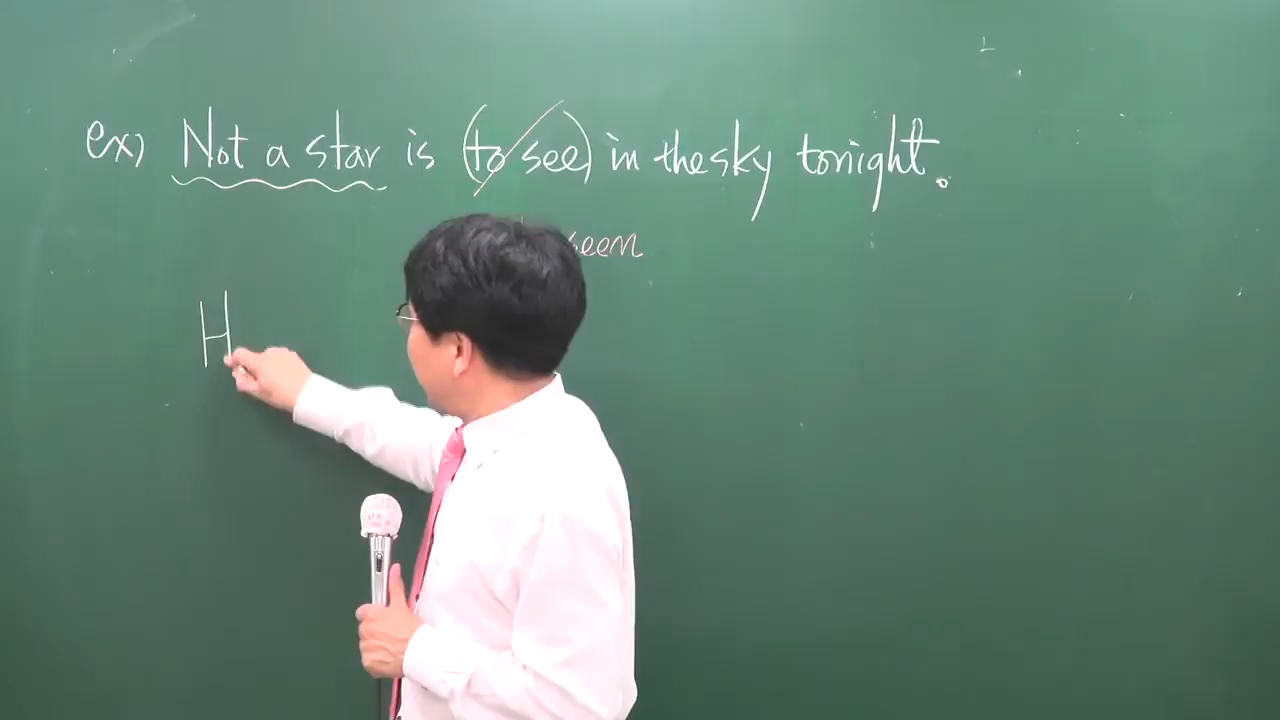 ex) Not a star is (to see) in the sky tonight.
seen
H